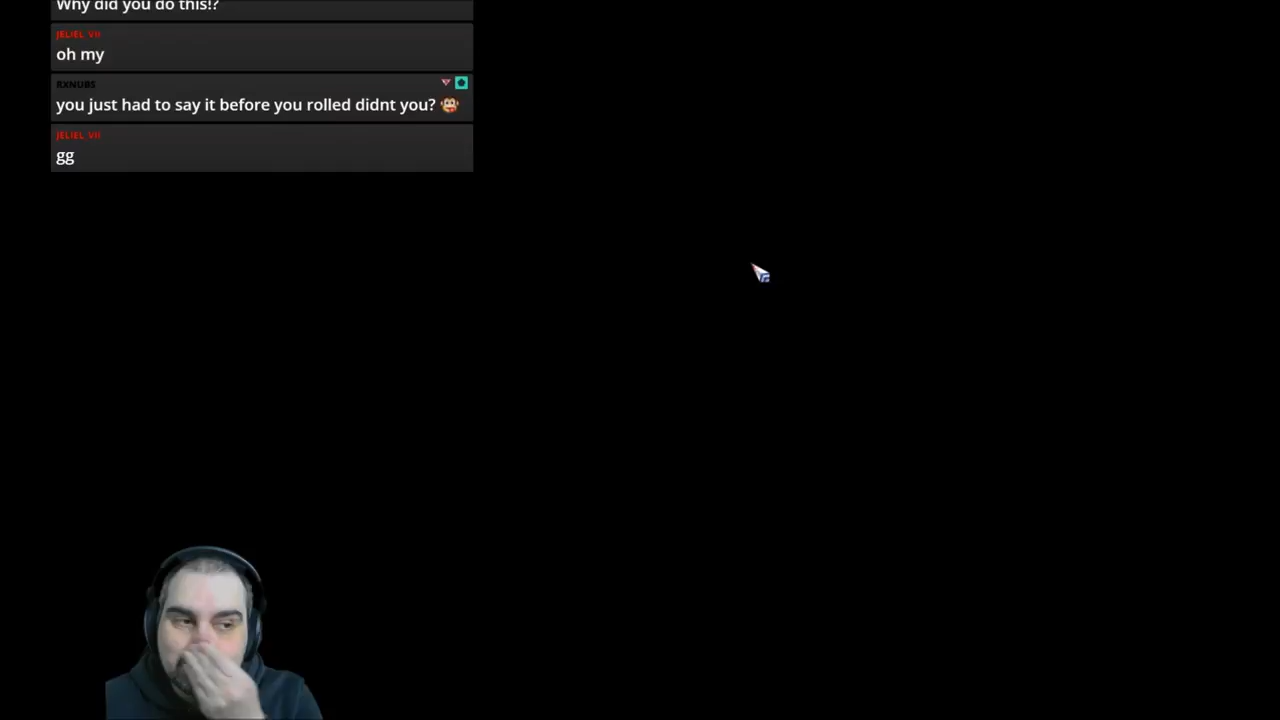 Why did you do this!?
JELIEL VII
oh my
RXNUBS
you just had to say it before you rolled didnt you?
JELIEL VII
gg